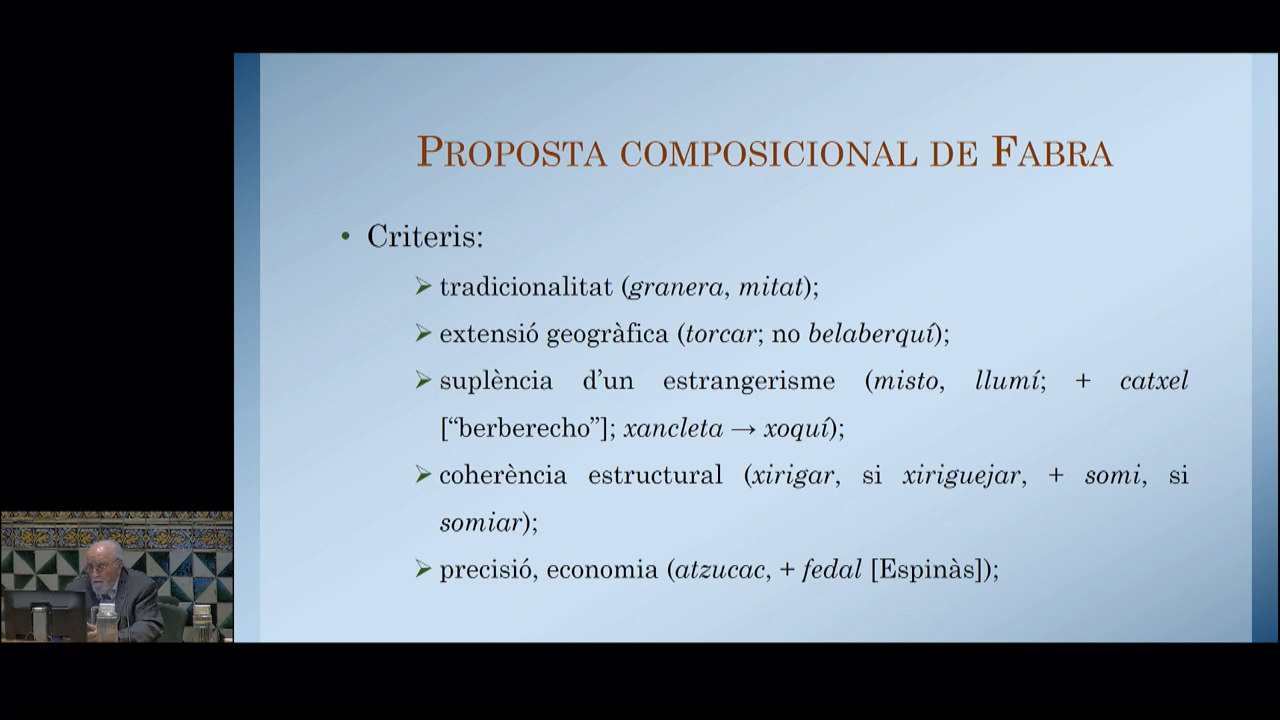 PROPOSTA COMPOSICIONAL DE FABRA
• Criteris:
➢ tradicionalitat (granera, mitat);
➢ extensió geogràfica (torcar; no belaberquí);
➢ suplència d’un estrangerisme (misto, llumí; + catxel
[“berberecho”]; xancleta → xoquí);
➢ coherència estructural (xirigar, si xiriguejar, + somi, si
somiar);
➢ precisió, economia (atzucac, + fedal [Espinàs]);